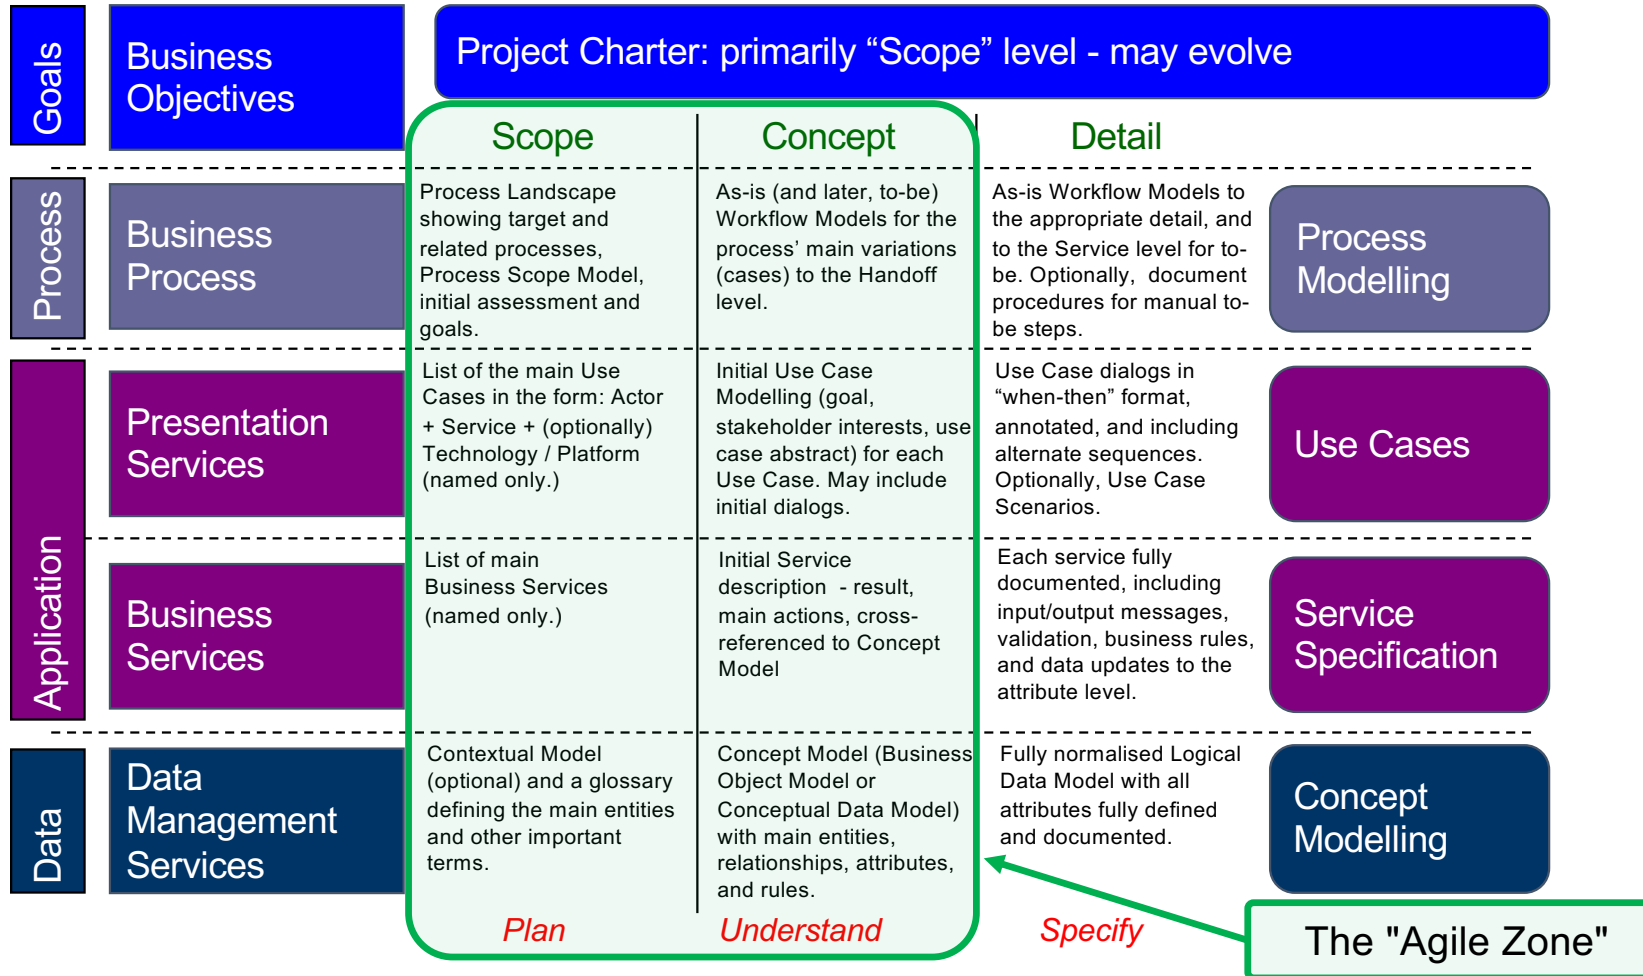 Goals
Business
Objectives
Project Charter: primarily “Scope” level - may evolve
Scope
Concept
Detail
Process
Business
Process
Process Landscape
showing target and
related processes,
Process Scope Model,
initial assessment and
goals.
As-is (and later, to-be)
Workflow Models for the
process’ main variations
(cases) to the Handoff
level.
As-is Workflow Models to
the appropriate detail, and
to the Service level for to-
be. Optionally, document
procedures for manual to-
be steps.
Process
Modelling
Application
Presentation
Services
List of the main Use
Cases in the form: Actor
+ Service + (optionally)
Technology / Platform
(named only.)
Initial Use Case
Modelling (goal,
stakeholder interests, use
case abstract) for each
Use Case. May include
initial dialogs.
Use Case dialogs in
“when-then” format,
annotated, and including
alternate sequences.
Optionally, Use Case
Scenarios.
Use Cases
Business
Services
List of main
Business Services
(named only.)
Initial Service
description - result,
main actions, cross-
referenced to Concept
Model
Each service fully
documented, including
input/output messages,
validation, business rules,
and data updates to the
attribute level.
Service
Specification
Data
Data
Management
Services
Contextual Model
(optional) and a glossary
defining the main entities
and other important
terms.
Concept Model (Business
Object Model or
Conceptual Data Model)
with main entities,
relationships, attributes,
and rules.
Fully normalised Logical
Data Model with all
attributes fully defined
and documented.
Concept
Modelling
Plan
Understand
Specify
The "Agile Zone"